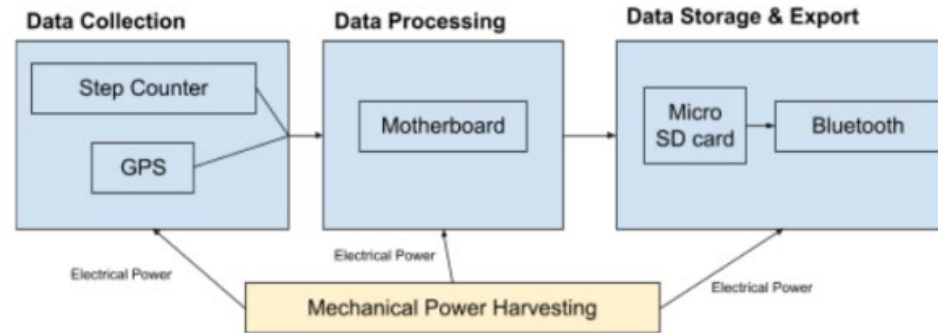 Data Collection
Data Processing
Data Storage & Export
Step Counter
GPS
Motherboard
Micro
SD card
Bluetooth
Electrical Power
Electrical Power
Electrical Power
Mechanical Power Harvesting